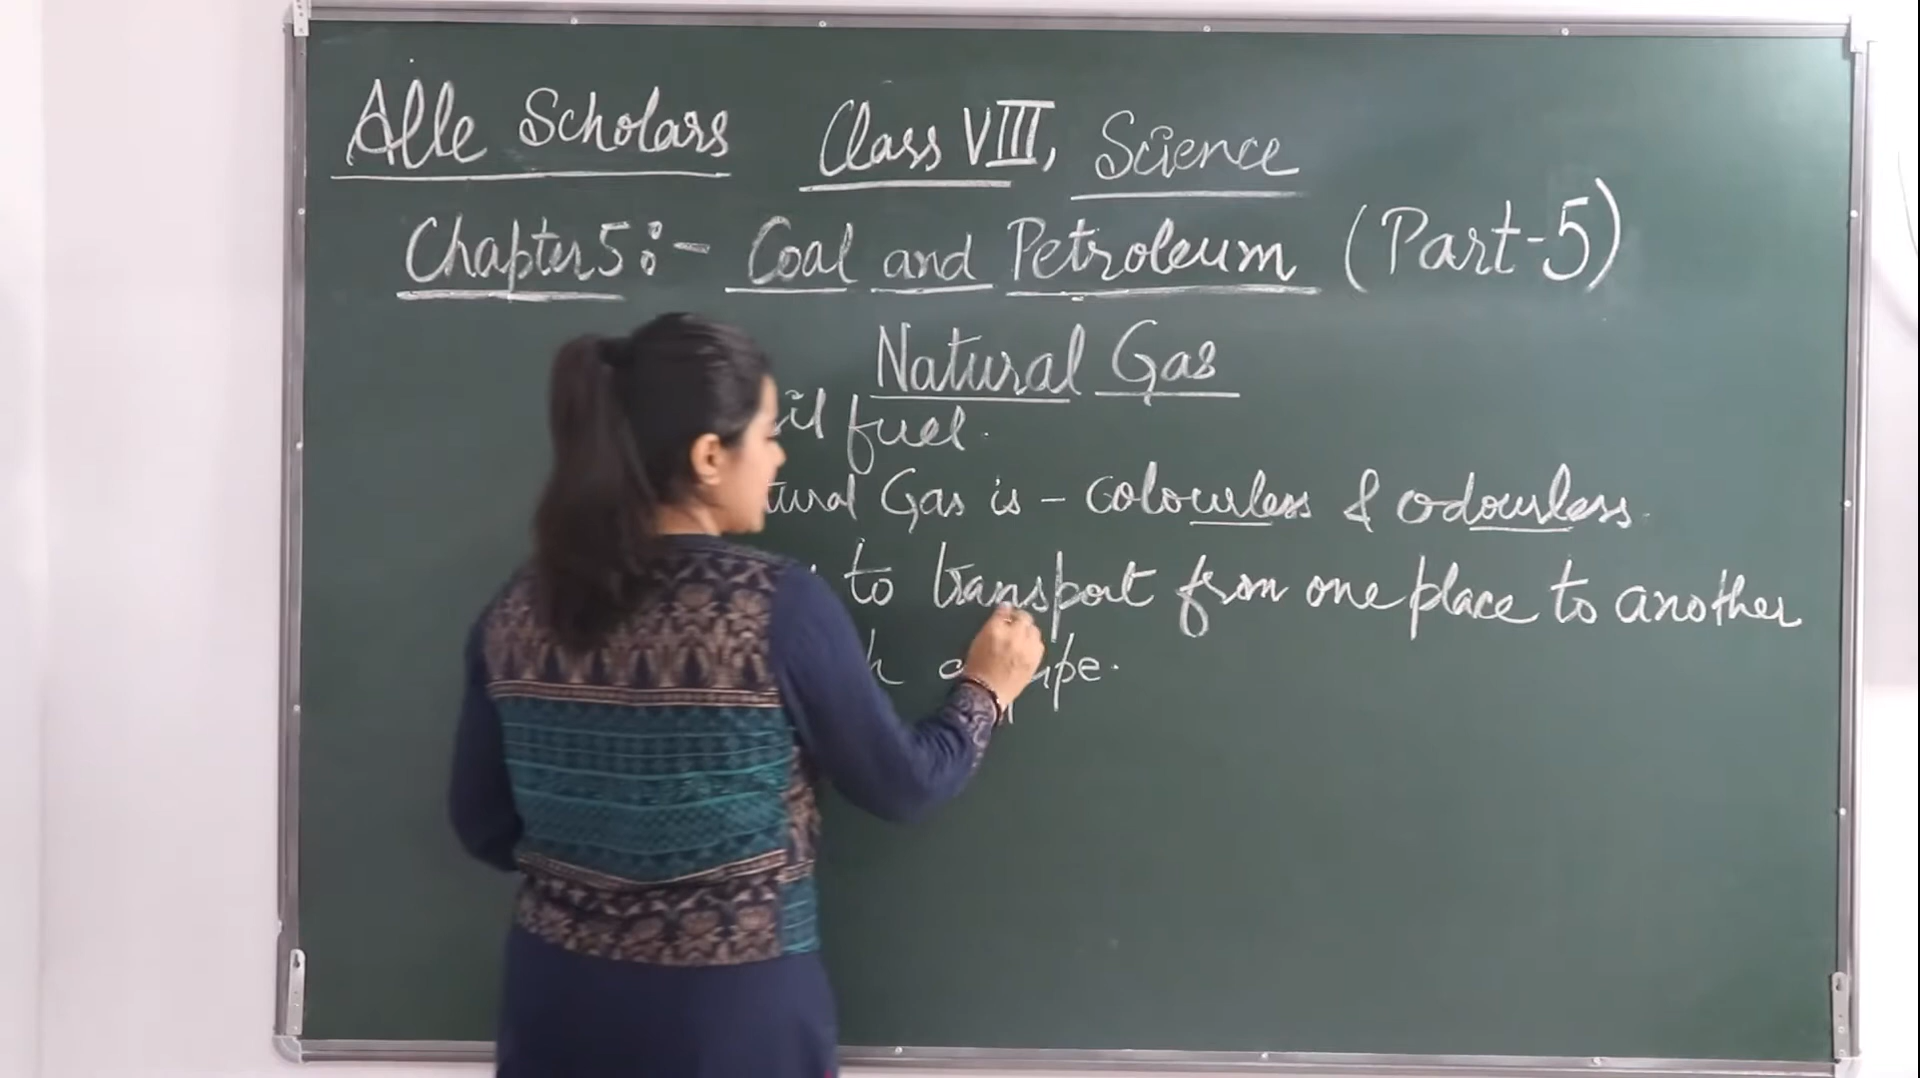 Alle Scholars Class VIII, Science
Chapter 5 :- Coal and Petroleum (Part-5)
Natural Gas
fuel.
Gas is - colourless & odourless.
to transport from one place to another